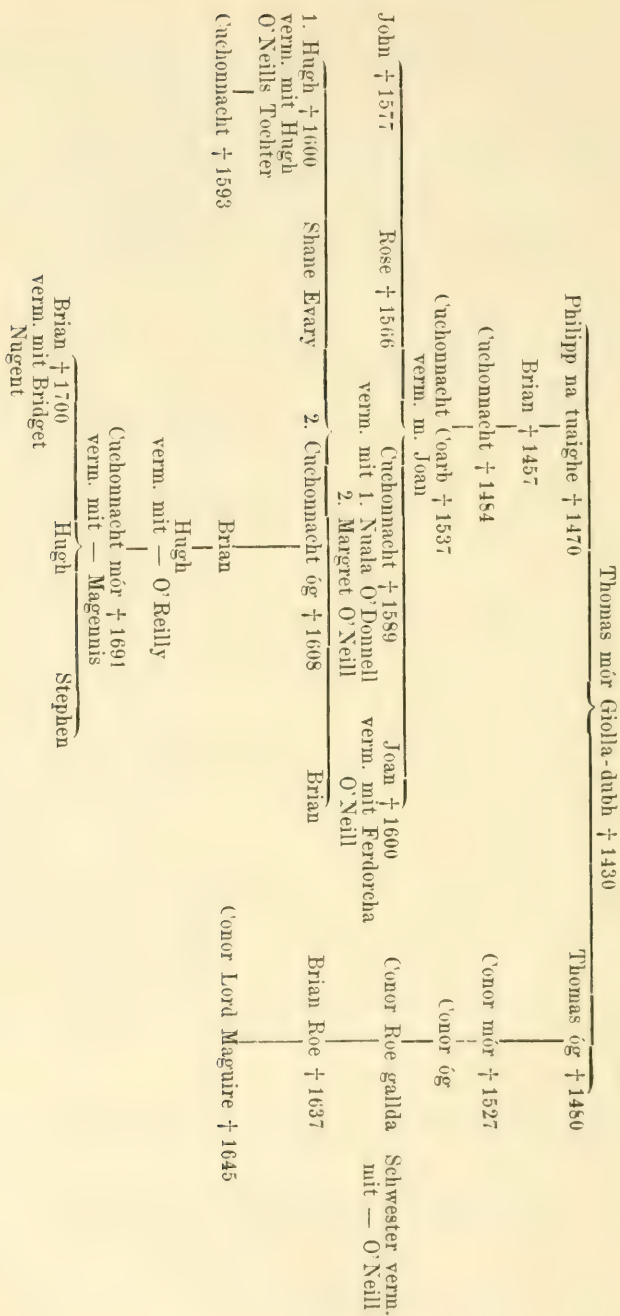 Thomas mór Giolla-dubh † 1430
Philipp na tuaighe † 1470
Thomas óg † 1480
Brian † 1457
Cuchonnacht † 1484
Conor mór † 1527
Cuchonnacht Coarb † 1537
verm. m. Joan
Conor óg
John † 1577
Rose † 1566
Cuchonnacht † 1589
verm. mit 1. Nuala O'Donnell
2. Margret O'Neill
Joan † 1600
verm. mit Ferdorcha
O'Neill
Conor Roe gallda
Schwester verm.
mit — O'Neill
1. Hugh † 1600
verm. mit Hugh
O'Neills Tochter
Shane Evary
2. Cuchonnacht óg † 1608
Brian
Brian Roe † 1637
Cuchonnacht † 1593
Brian
Conor Lord Maguire † 1645
Hugh
verm. mit — O'Reilly
Cuchonnacht mór † 1691
verm. mit — Magennis
Brian † 1700
verm. mit Bridget
Nugent
Hugh
Stephen